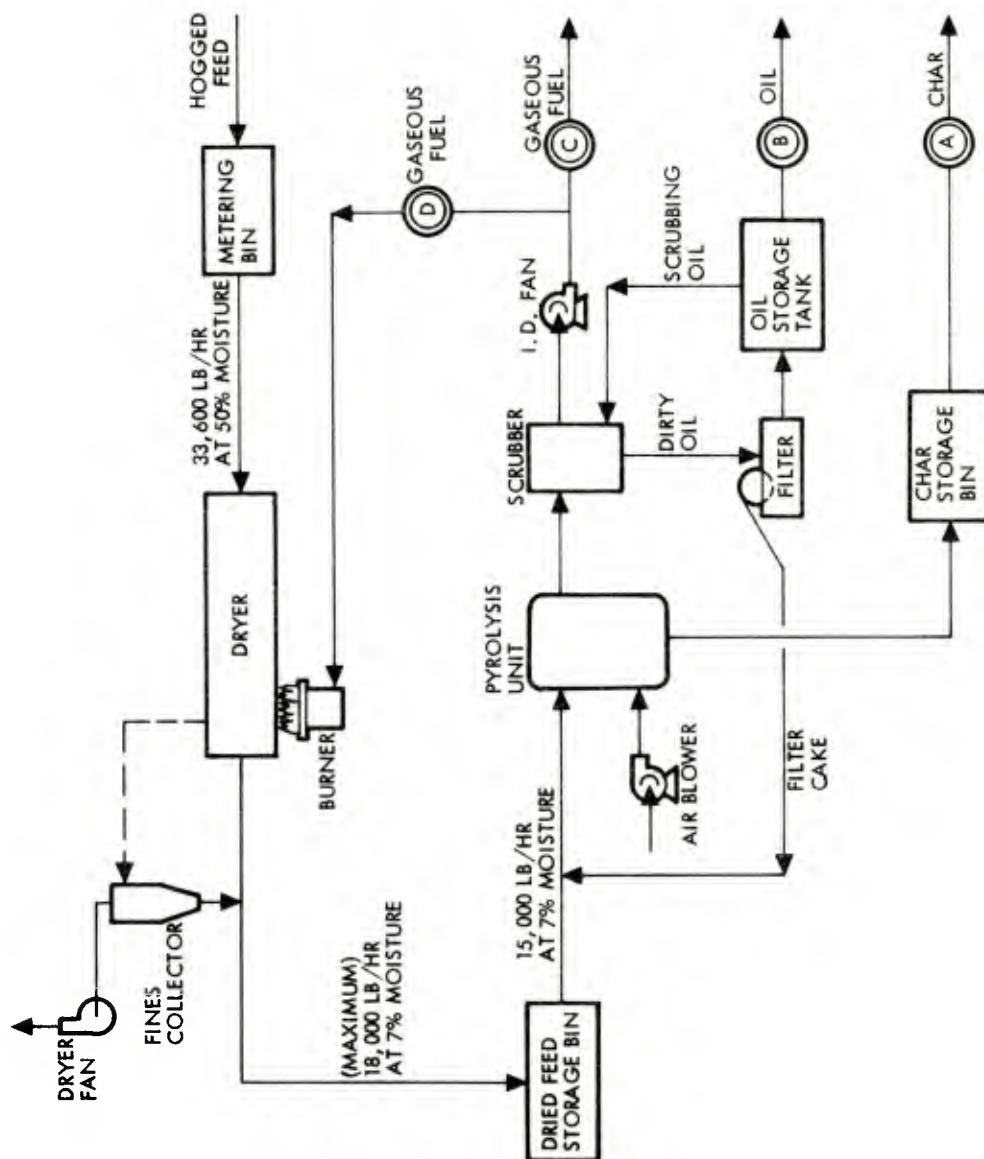 HOGGED
FEED
METERING
BIN
33,600 LB/HR
AT 50% MOISTURE
DRYER
BURNER
DRYER
FAN
FINES
COLLECTOR
(MAXIMUM)
18,000 LB/HR
AT 7% MOISTURE
DRIED FEED
STORAGE BIN
15,000 LB/HR
AT 7% MOISTURE
AIR BLOWER
PYROLYSIS
UNIT
SCRUBBER
I.D. FAN
D
GASEOUS
FUEL
GASEOUS
FUEL
C
SCRUBBING
OIL
DIRTY
OIL
FILTER
FILTER
CAKE
OIL
STORAGE
TANK
B
OIL
CHAR
STORAGE
BIN
A
CHAR